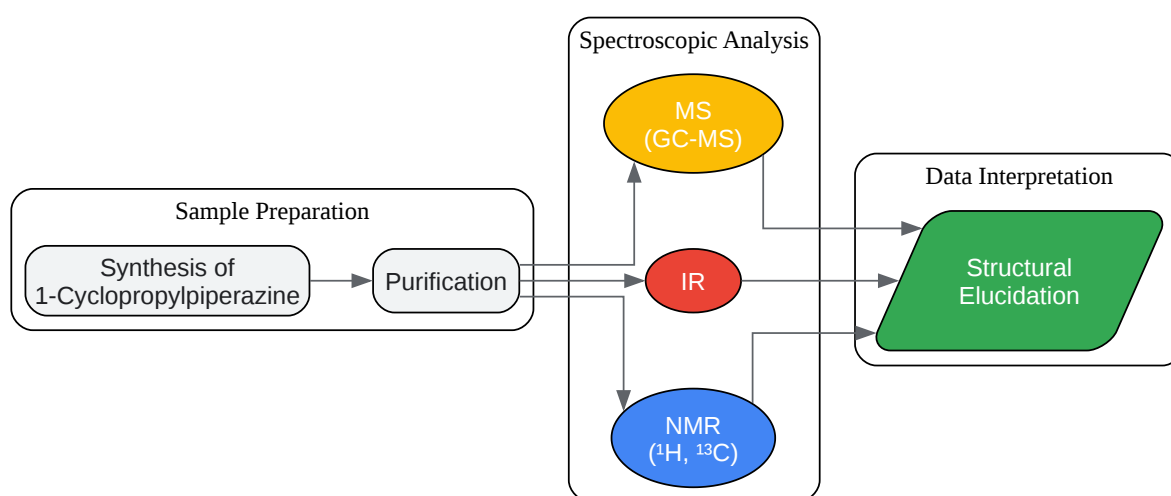 Sample Preparation
Synthesis of
1-Cyclopropylpiperazine
Purification
Spectroscopic Analysis
MS
(GC-MS)
IR
NMR
(¹H, ¹³C)
Data Interpretation
Structural
Elucidation